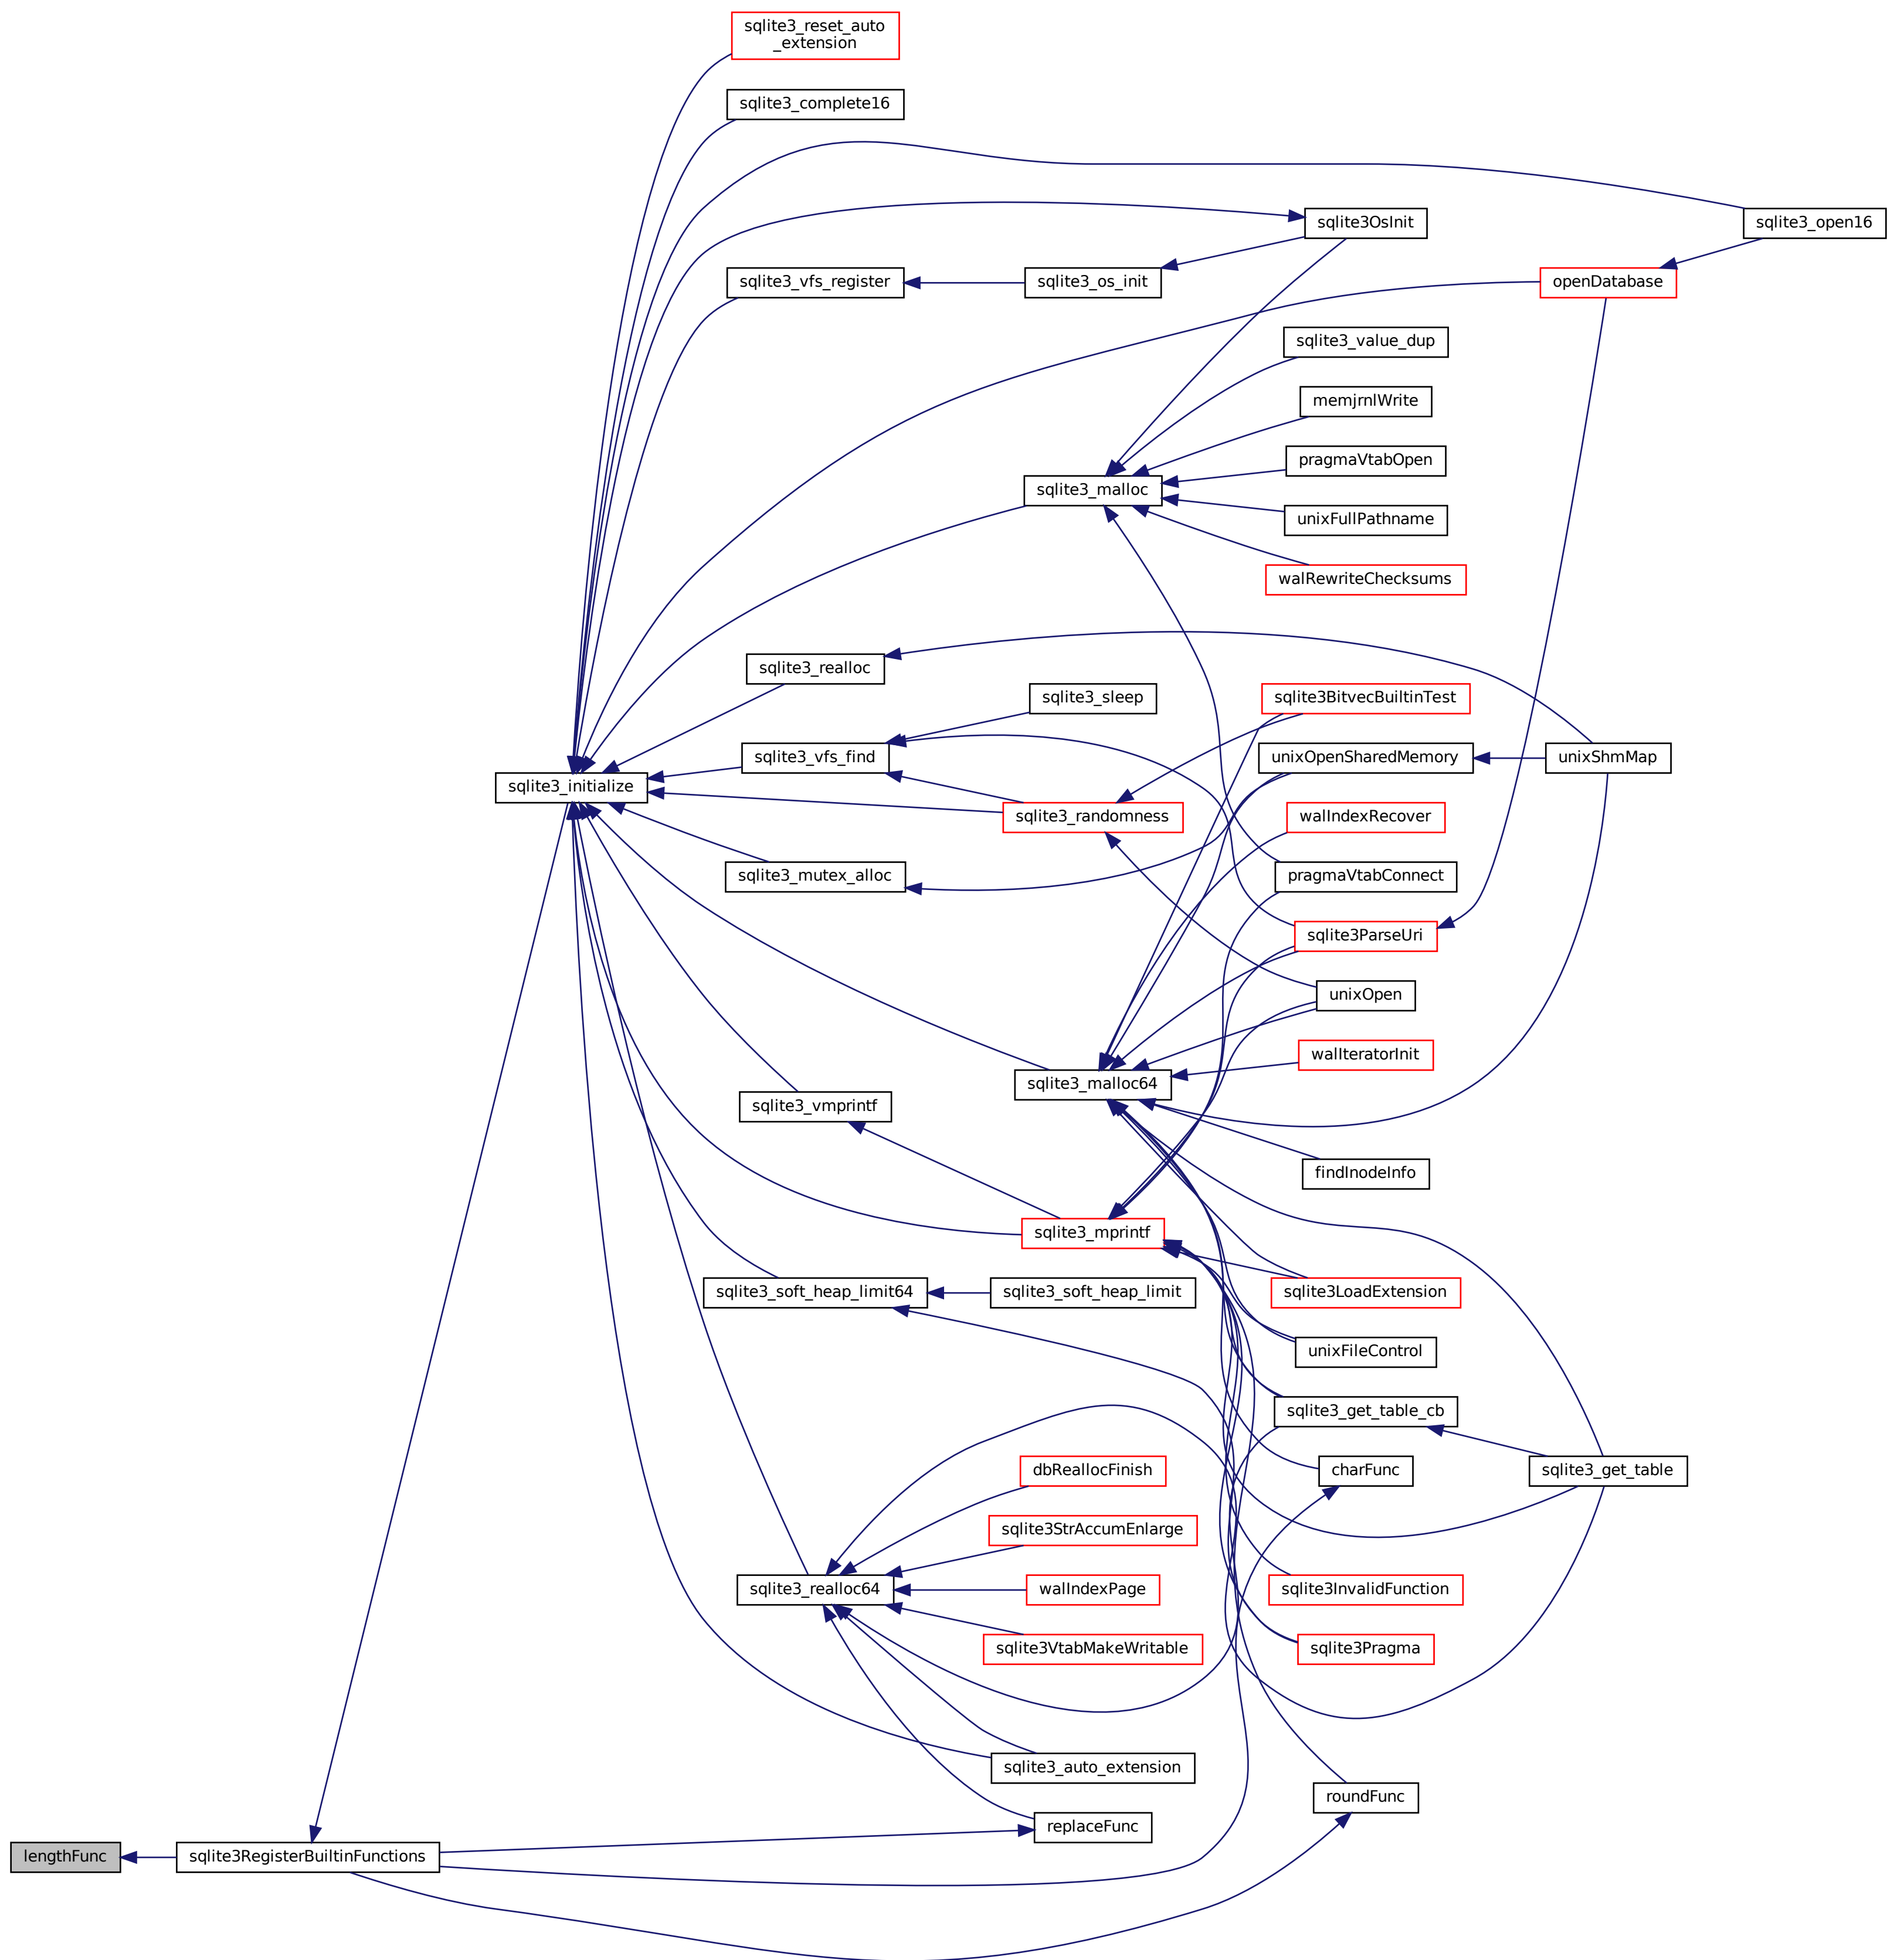 sqlite3_reset_auto
_extension
sqlite3_complete16
sqlite3OsInit
sqlite3_open16
sqlite3_vfs_register
sqlite3_os_init
openDatabase
sqlite3_value_dup
memjrnlWrite
pragmaVtabOpen
sqlite3_malloc
unixFullPathname
walRewriteChecksums
sqlite3_realloc
sqlite3_sleep
sqlite3BitvecBuiltinTest
sqlite3_vfs_find
unixOpenSharedMemory
unixShmMap
sqlite3_initialize
sqlite3_randomness
walIndexRecover
sqlite3_mutex_alloc
pragmaVtabConnect
sqlite3ParseUri
unixOpen
walIteratorInit
sqlite3_malloc64
sqlite3_vmprintf
findInodeInfo
sqlite3_mprintf
sqlite3_soft_heap_limit64
sqlite3_soft_heap_limit
sqlite3LoadExtension
unixFileControl
sqlite3_get_table_cb
dbReallocFinish
charFunc
sqlite3_get_table
sqlite3StrAccumEnlarge
sqlite3_realloc64
walIndexPage
sqlite3InvalidFunction
sqlite3VtabMakeWritable
sqlite3Pragma
sqlite3_auto_extension
roundFunc
replaceFunc
lengthFunc
sqlite3RegisterBuiltinFunctions